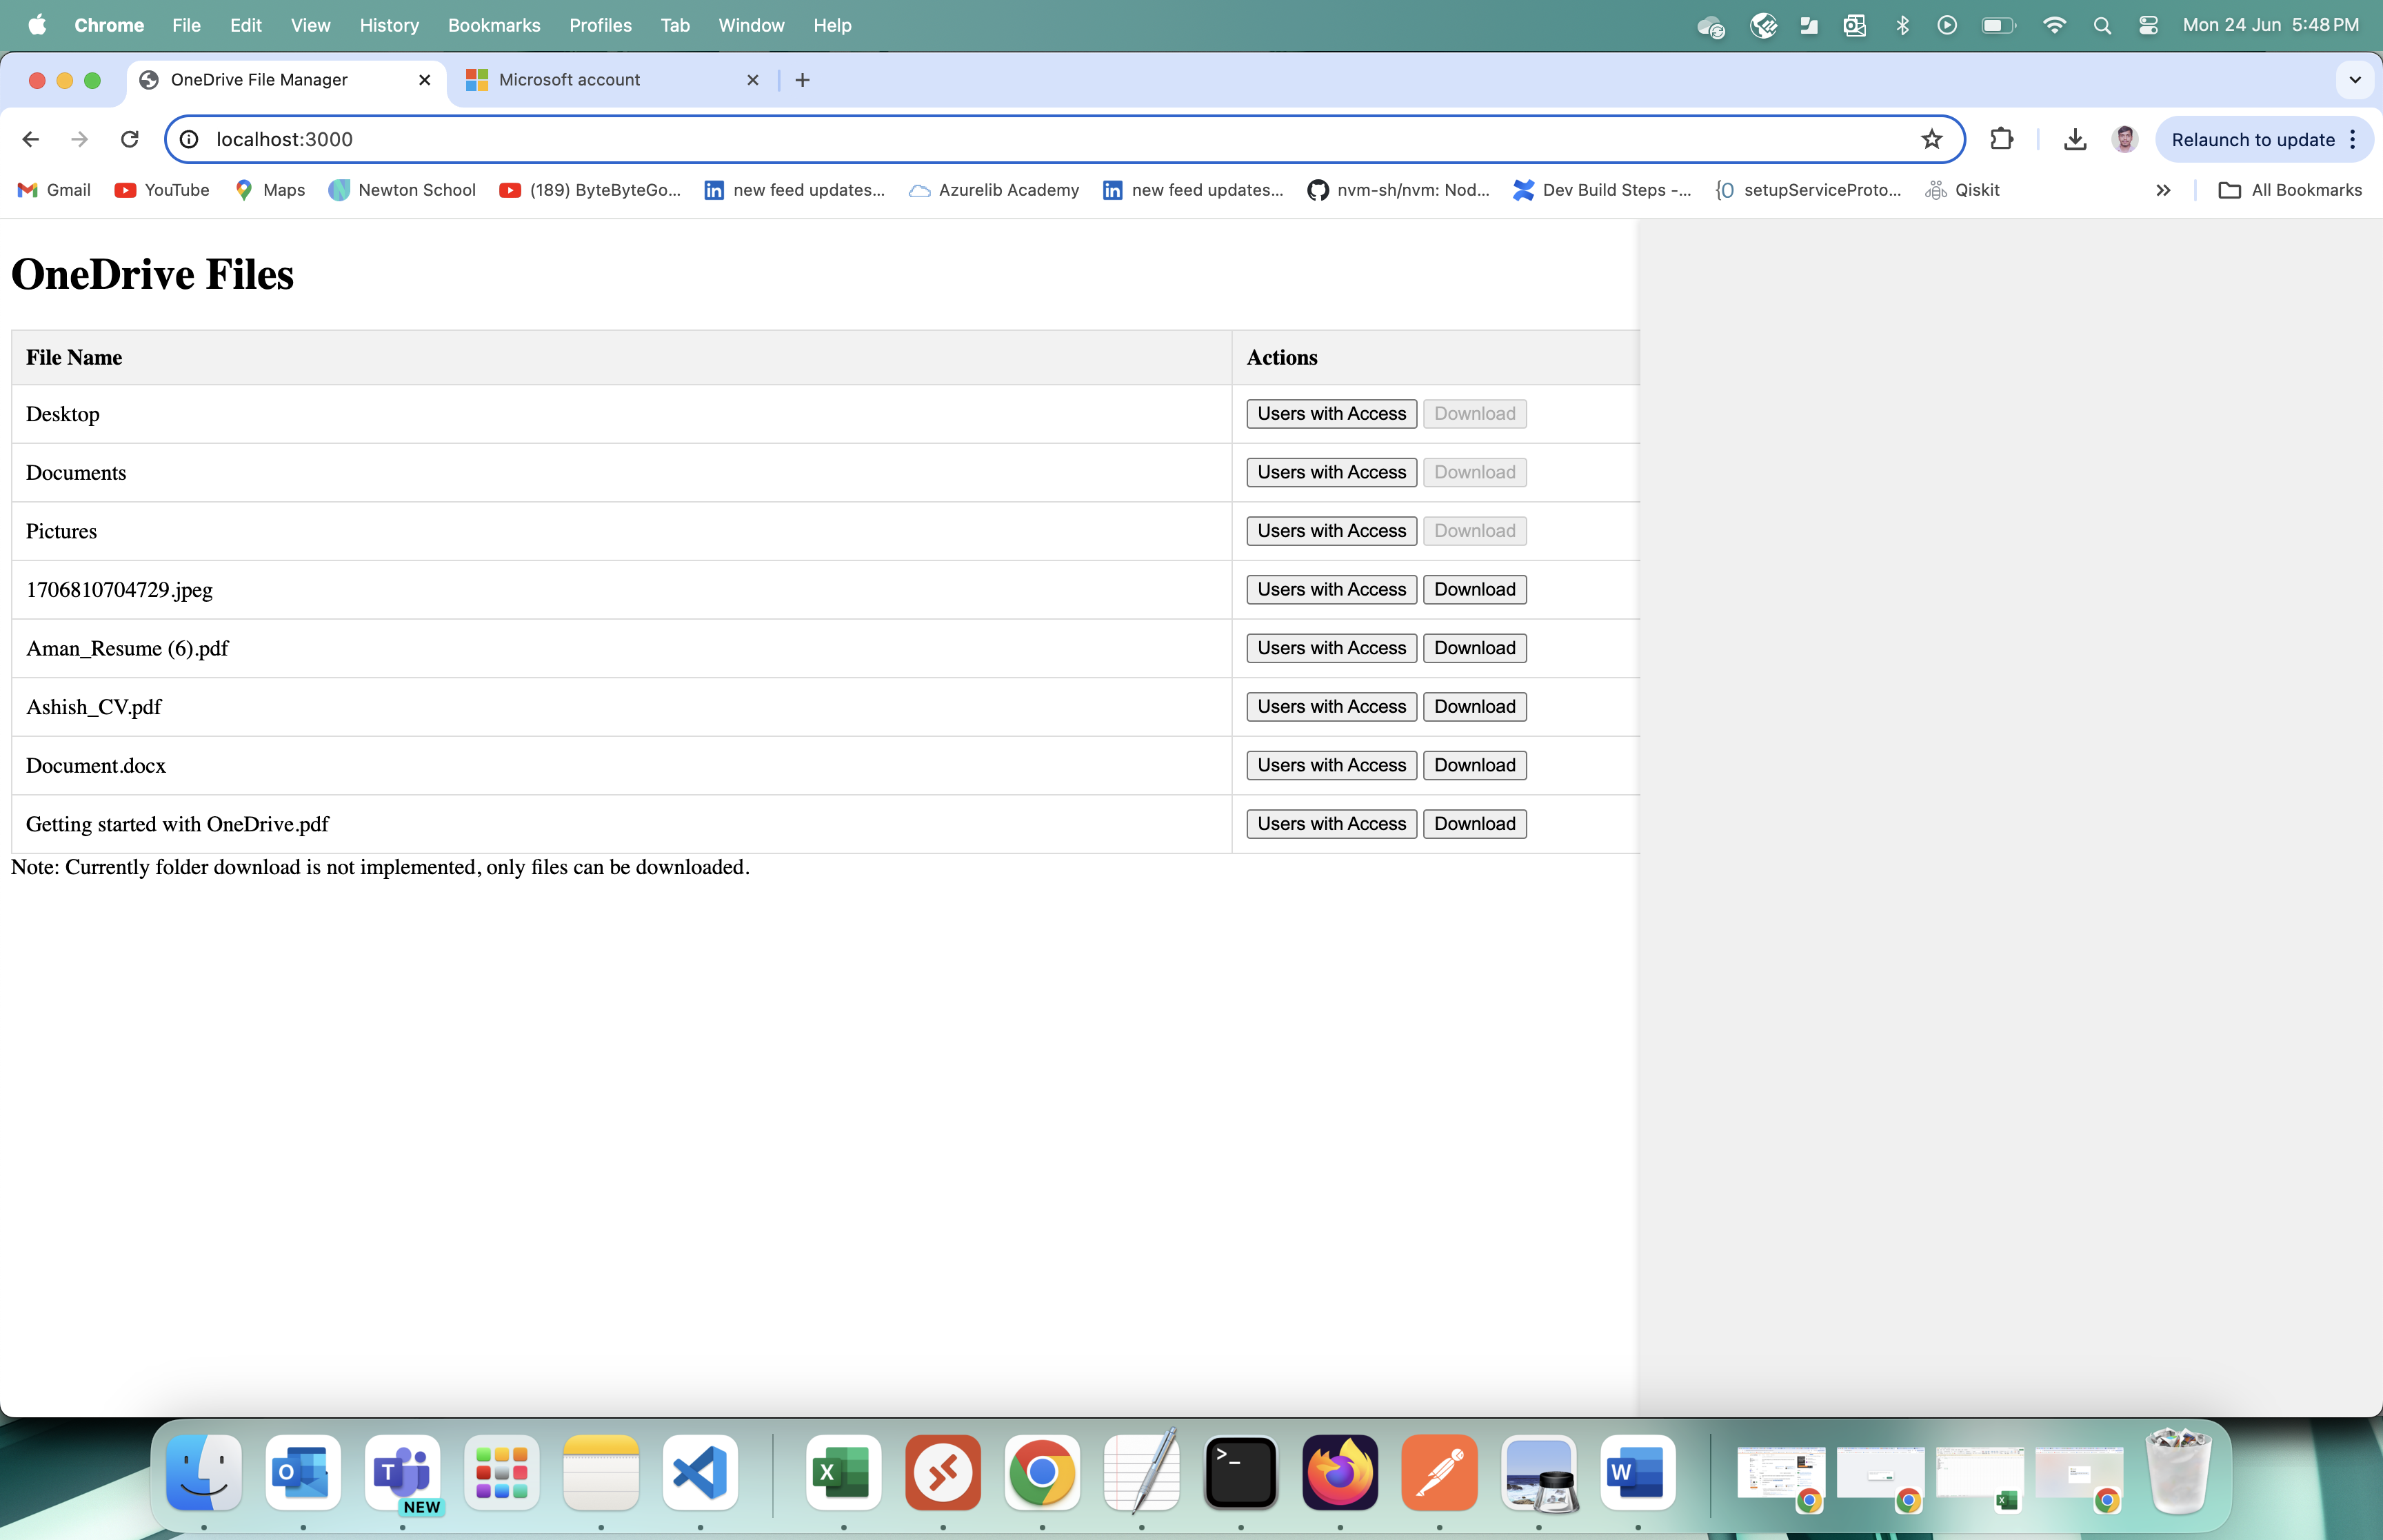 Chrome File Edit View History Bookmarks Profiles Tab Window Help Mon 24 Jun 5:48 PM
OneDrive File Manager Microsoft account
localhost:3000 Relaunch to update
Gmail YouTube Maps Newton School (189) ByteByteGo... new feed updates... Azurelib Academy new feed updates... nvm-sh/nvm: Nod... Dev Build Steps -... setupServiceProto... Qiskit All Bookmarks
OneDrive Files
File Name Actions
Desktop Users with Access Download
Documents Users with Access Download
Pictures Users with Access Download
1706810704729.jpeg Users with Access Download
Aman_Resume (6).pdf Users with Access Download
Ashish_CV.pdf Users with Access Download
Document.docx Users with Access Download
Getting started with OneDrive.pdf Users with Access Download
Note: Currently folder download is not implemented, only files can be downloaded.
NEW